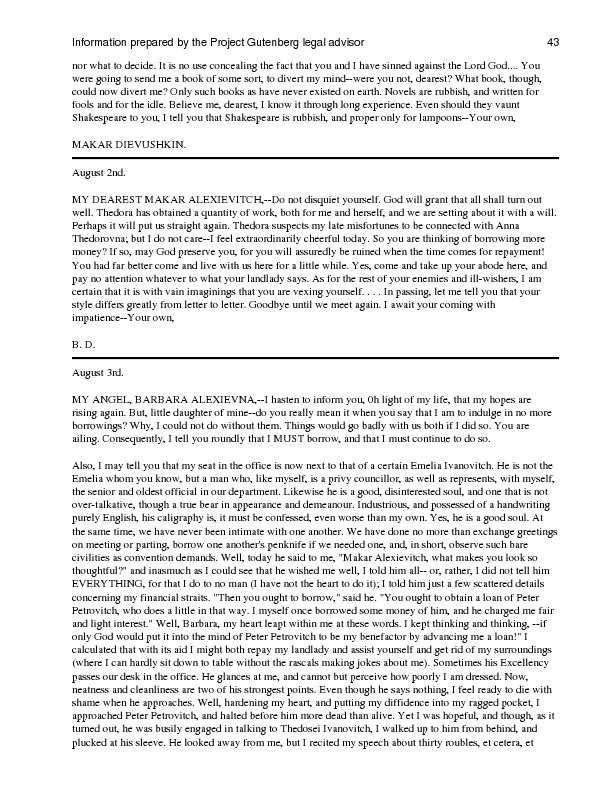 Information prepared by the Project Gutenberg legal advisor 43
nor what to decide. It is no use concealing the fact that you and I have sinned against the Lord God.... You
were going to send me a book of some sort, to divert my mind--were you not, dearest? What book, though,
could now divert me? Only such books as have never existed on earth. Novels are rubbish, and written for
fools and for the idle. Believe me, dearest, I know it through long experience. Even should they vaunt
Shakespeare to you, I tell you that Shakespeare is rubbish, and proper only for lampoons--Your own,
MAKAR DIEVUSHKIN.
August 2nd.
MY DEAREST MAKAR ALEXIEVITCH,--Do not disquiet yourself. God will grant that all shall turn out
well. Thedora has obtained a quantity of work, both for me and herself, and we are setting about it with a will.
Perhaps it will put us straight again. Thedora suspects my late misfortunes to be connected with Anna
Thedorovna; but I do not care--I feel extraordinarily cheerful today. So you are thinking of borrowing more
money? If so, may God preserve you, for you will assuredly be ruined when the time comes for repayment!
You had far better come and live with us here for a little while. Yes, come and take up your abode here, and
pay no attention whatever to what your landlady says. As for the rest of your enemies and ill-wishers, I am
certain that it is with vain imaginings that you are vexing yourself. . . . In passing, let me tell you that your
style differs greatly from letter to letter. Goodbye until we meet again. I await your coming with
impatience--Your own,
B. D.
August 3rd.
MY ANGEL, BARBARA ALEXIEVNA,--I hasten to inform you, 0h light of my life, that my hopes are
rising again. But, little daughter of mine--do you really mean it when you say that I am to indulge in no more
borrowings? Why, I could not do without them. Things would go badly with us both if I did so. You are
ailing. Consequently, I tell you roundly that I MUST borrow, and that I must continue to do so.
Also, I may tell you that my seat in the office is now next to that of a certain Emelia Ivanovitch. He is not the
Emelia whom you know, but a man who, like myself, is a privy councillor, as well as represents, with myself,
the senior and oldest official in our department. Likewise he is a good, disinterested soul, and one that is not
over-talkative, though a true bear in appearance and demeanour. Industrious, and possessed of a handwriting
purely English, his caligraphy is, it must be confessed, even worse than my own. Yes, he is a good soul. At
the same time, we have never been intimate with one another. We have done no more than exchange greetings
on meeting or parting, borrow one another's penknife if we needed one, and, in short, observe such bare
civilities as convention demands. Well, today he said to me, "Makar Alexievitch, what makes you look so
thoughtful?" and inasmuch as I could see that he wished me well, I told him all-- or, rather, I did not tell him
EVERYTHING, for that I do to no man (I have not the heart to do it); I told him just a few scattered details
concerning my financial straits. "Then you ought to borrow," said he. "You ought to obtain a loan of Peter
Petrovitch, who does a little in that way. I myself once borrowed some money of him, and he charged me fair
and light interest." Well, Barbara, my heart leapt within me at these words. I kept thinking and thinking, --if
only God would put it into the mind of Peter Petrovitch to be my benefactor by advancing me a loan!" I
calculated that with its aid I might both repay my landlady and assist yourself and get rid of my surroundings
(where I can hardly sit down to table without the rascals making jokes about me). Sometimes his Excellency
passes our desk in the office. He glances at me, and cannot but perceive how poorly I am dressed. Now,
neatness and cleanliness are two of his strongest points. Even though he says nothing, I feel ready to die with
shame when he approaches. Well, hardening my heart, and putting my diffidence into my ragged pocket, I
approached Peter Petrovitch, and halted before him more dead than alive. Yet I was hopeful, and though, as it
turned out, he was busily engaged in talking to Thedosei Ivanovitch, I walked up to him from behind, and
plucked at his sleeve. He looked away from me, but I recited my speech about thirty roubles, et cetera, et